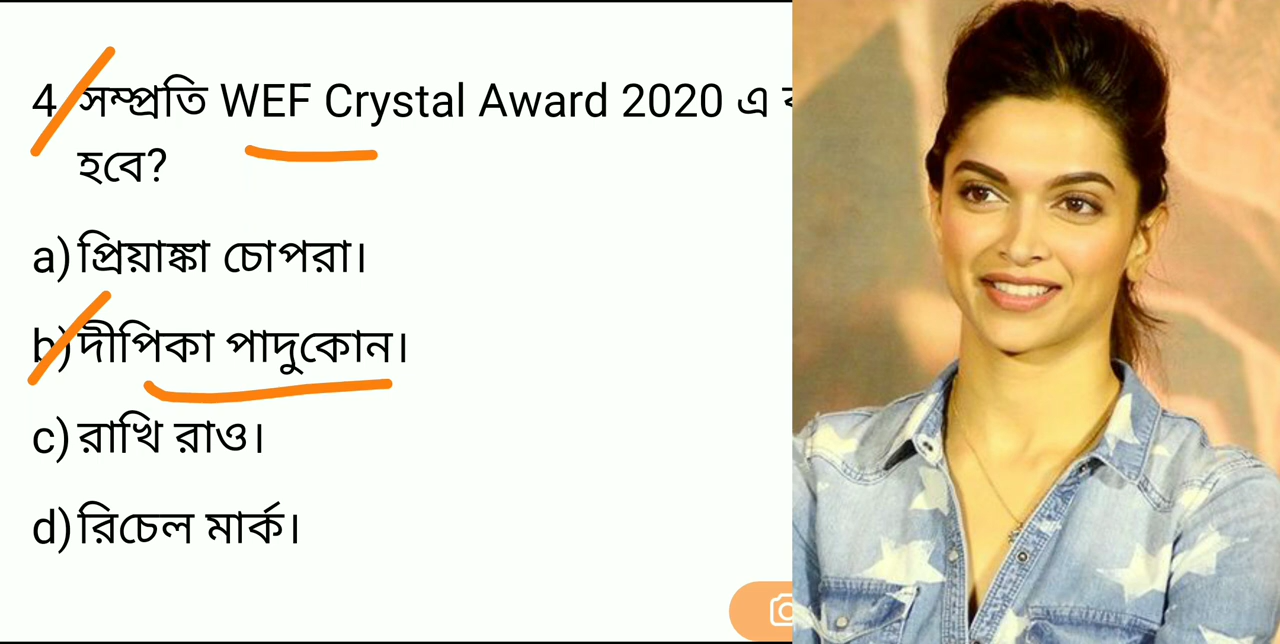 4 সম্প্রতি WEF Crystal Award 2020 এ
হবে?
a) প্রিয়াঙ্কা চোপরা।
b) দীপিকা পাদুকোন।
c) রাখি রাও।
d) রিচেল মার্ক।